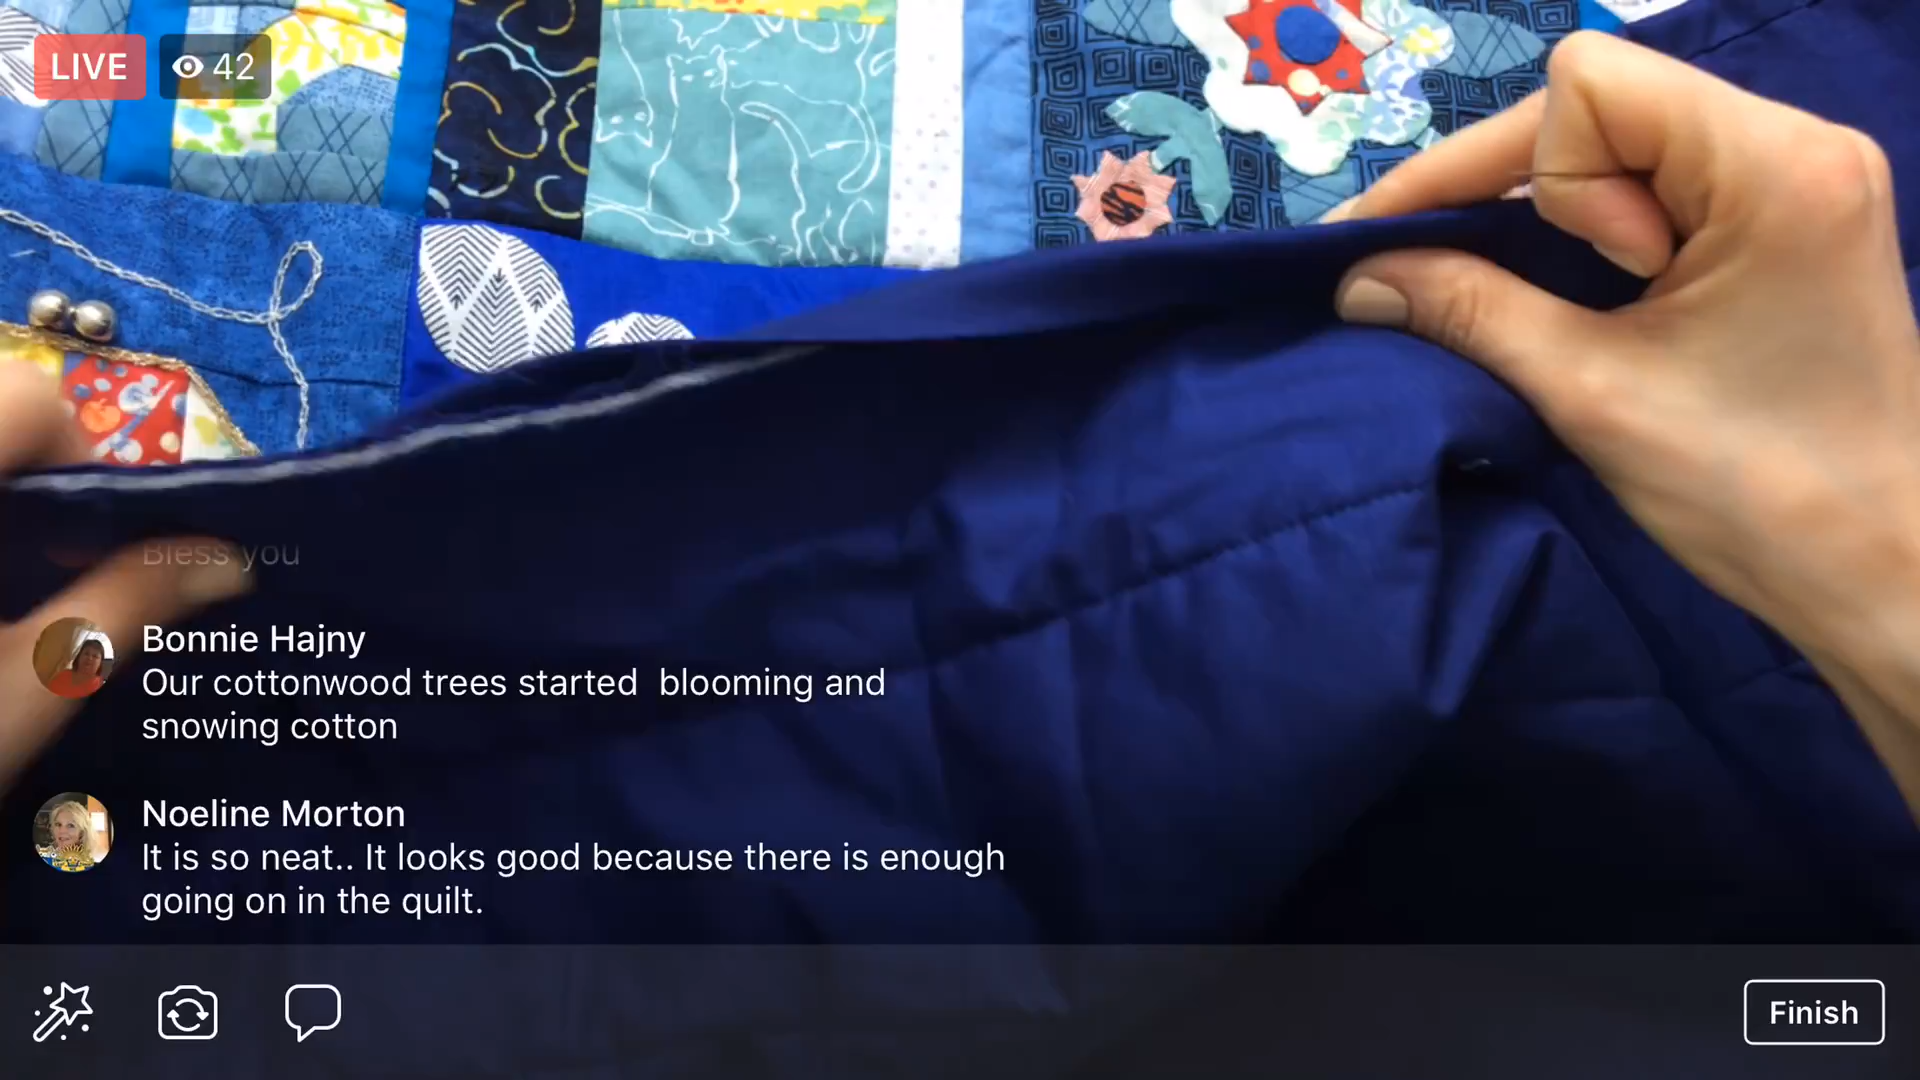 LIVE 42
Bless you
Bonnie Hajny
Our cottonwood trees started  blooming and
snowing cotton
Noeline Morton
It is so neat.. It looks good because there is enough
going on in the quilt.
Finish